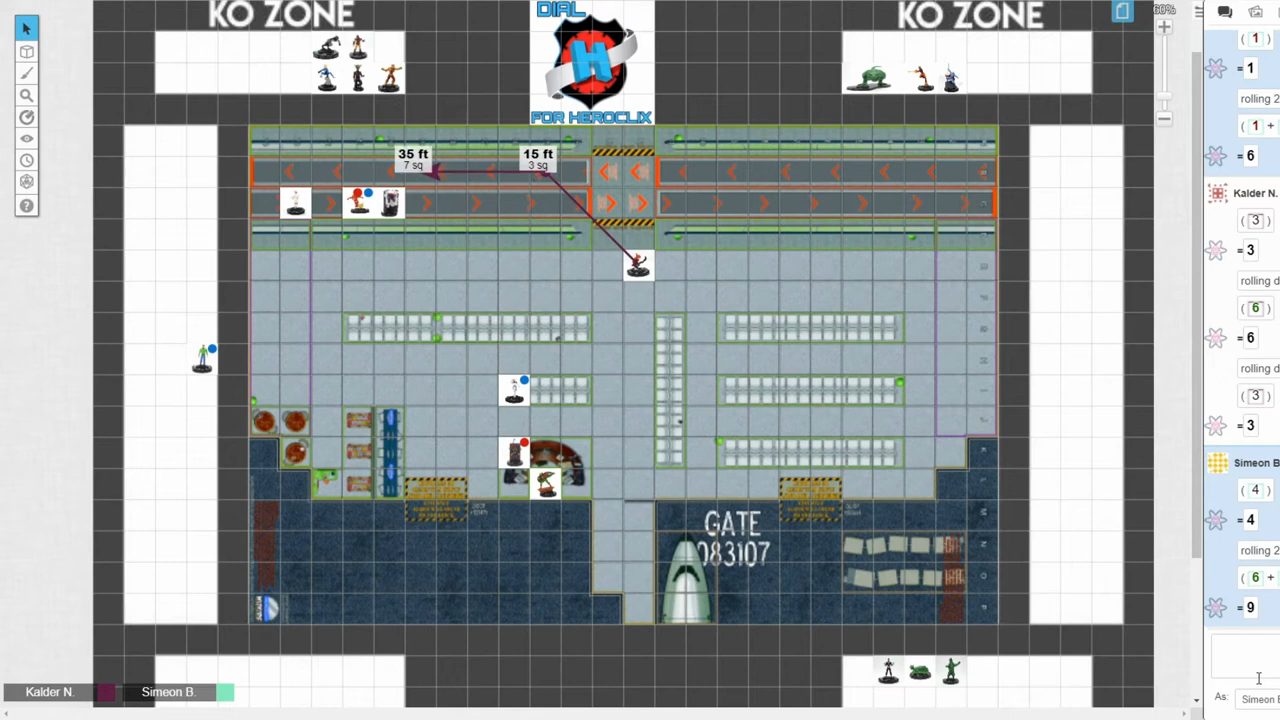 KO ZONE
DIAL
H
FOR HEROCLIX
KO ZONE
60%
35 ft
7 sq
15 ft
3 sq
GATE
083107
Kalder N.
Simeon B.
(1)
=1
rolling 2
(1+
=6
Kalder N.
(3)
=3
rolling d
(6)
=6
rolling d
(3)
=3
Simeon B.
(4)
=4
rolling 2
(6+
=9
As:
Simeon B